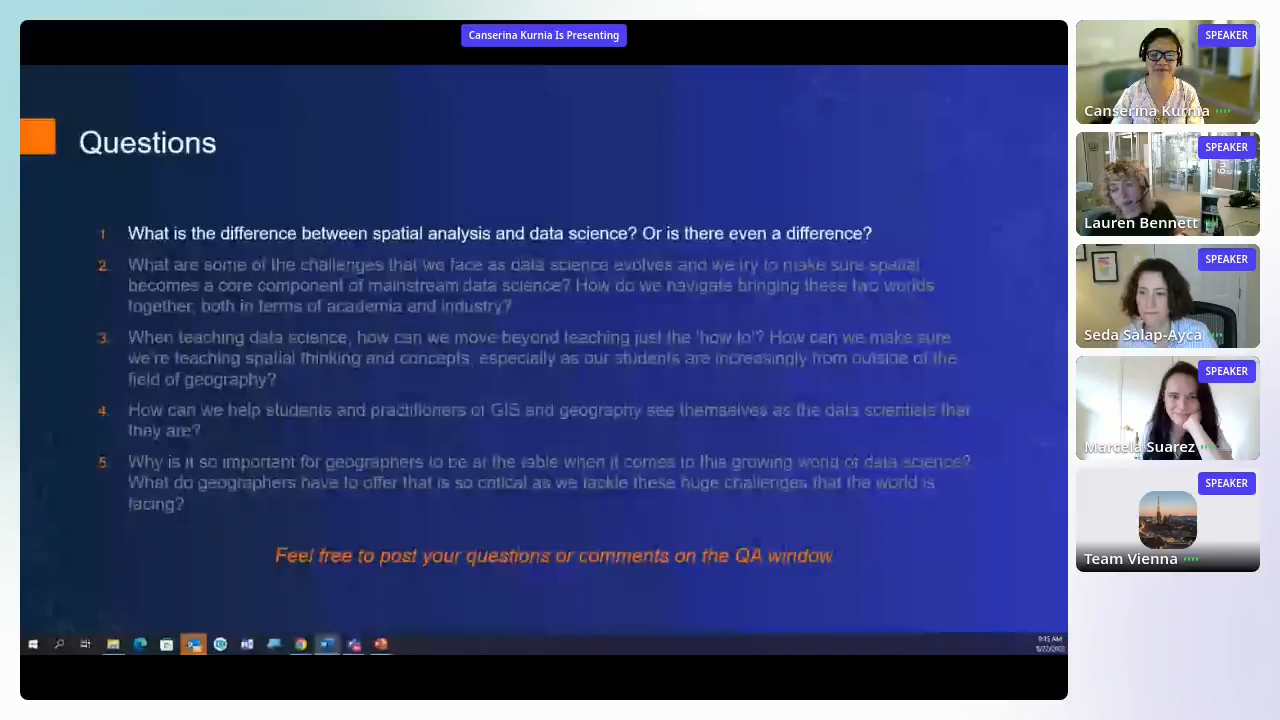 Canserina Kurnia Is Presenting
Questions
1 What is the difference between spatial analysis and data science? Or is there even a difference?
2. What are some of the challenges that we face as data science evolves and we try to make sure spatial
becomes a core component of mainstream data science? How do we navigate bringing these two worlds
together, both in terms of academia and industry?
3. When teaching data science, how can we move beyond teaching just the 'how to'? How can we make sure
we're teaching spatial thinking and concepts, especially as our students are increasingly from outside of the
field of geography?
4. How can we help students and practitioners of GIS and geography see themselves as the data scientists that
they are?
5. Why is it so important for geographers to be at the table when it comes to this growing world of data science?
What do geographers have to offer that is so critical as we tackle these huge challenges that the world is
facing?
Feel free to post your questions or comments on the QA window
9:15 AM
SPEAKER
Canserina Kurnia
SPEAKER
Lauren Bennett
SPEAKER
Seda Salap-Ayca
SPEAKER
Marcela Suarez
SPEAKER
Team Vienna